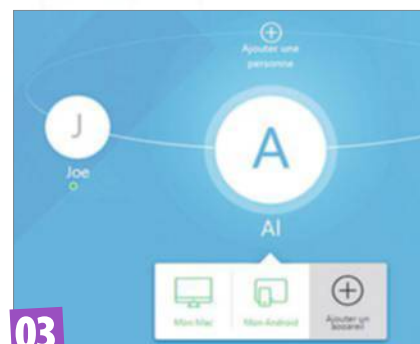 Ajouter une
personne
J
Joe
A
Al
Mon Mac
Mon Android
Ajouter un
appareil
03